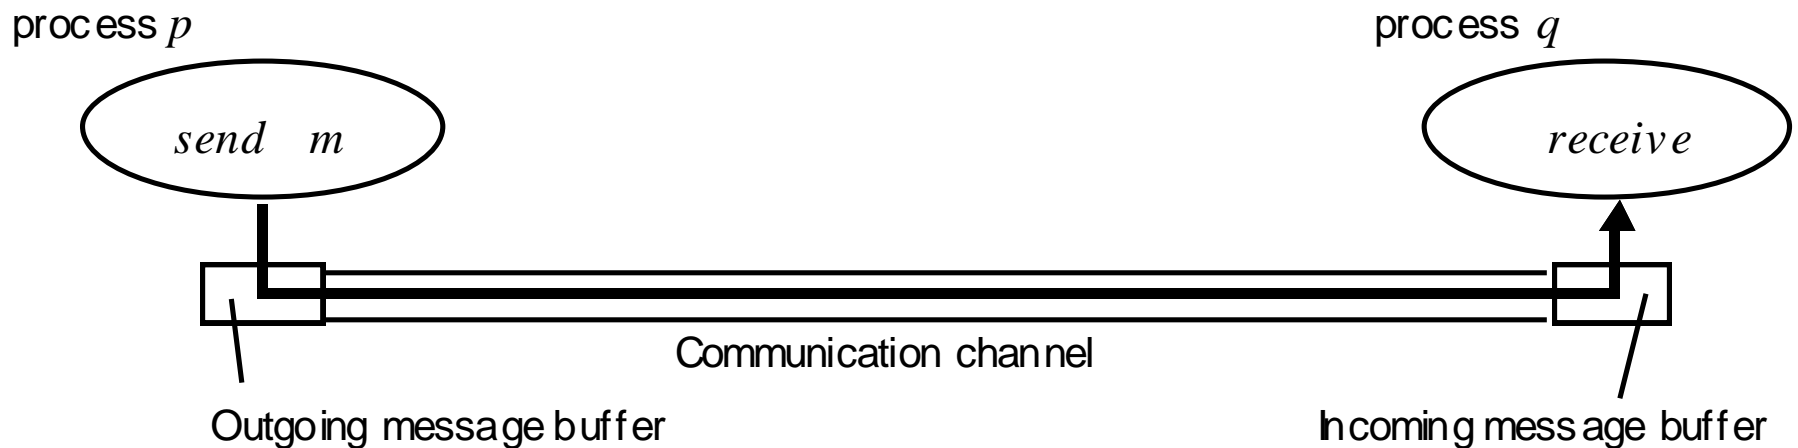 process p
process q
send m
receive
Communication channel
Outgoing message buffer
Incoming message buffer